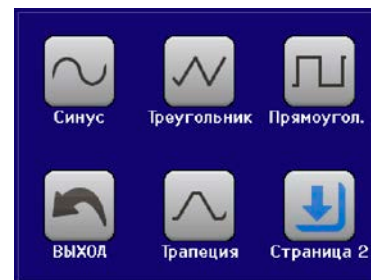 Синус
Треугольник
Прямоугол.
ВЫХОД
Трапеция
Страница 2